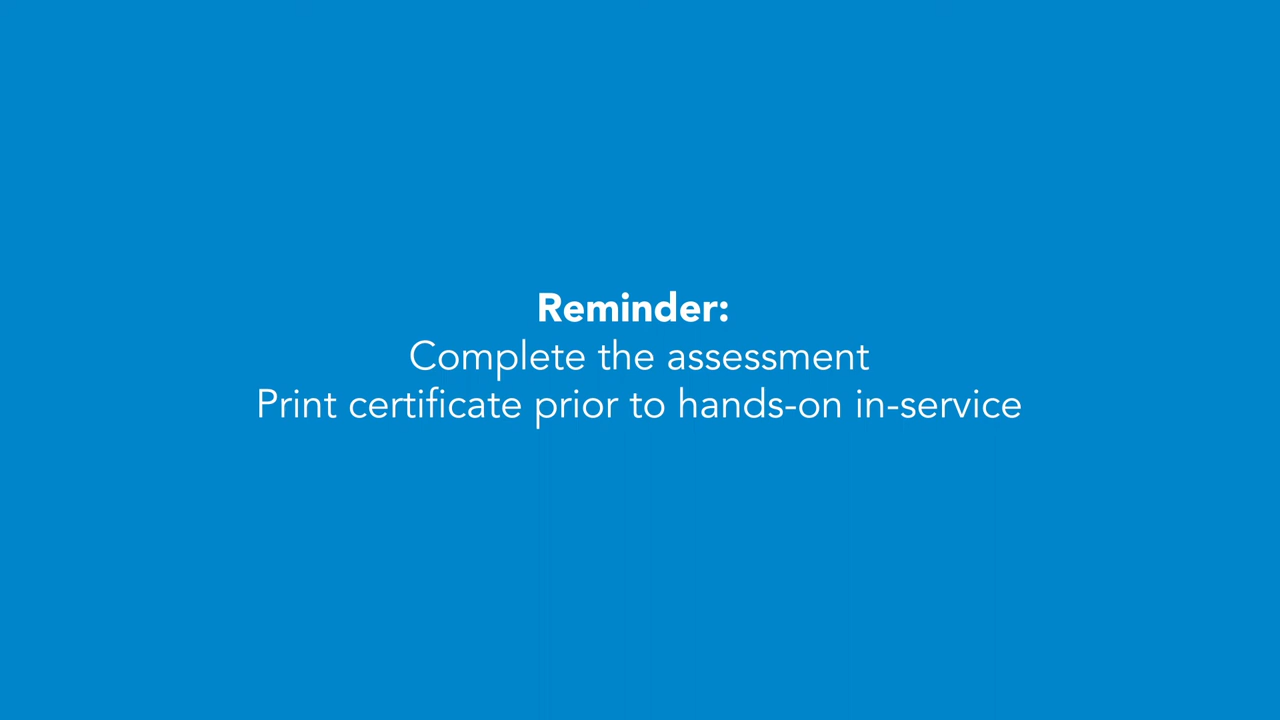 Reminder:
Complete the assessment
Print certificate prior to hands-on in-service